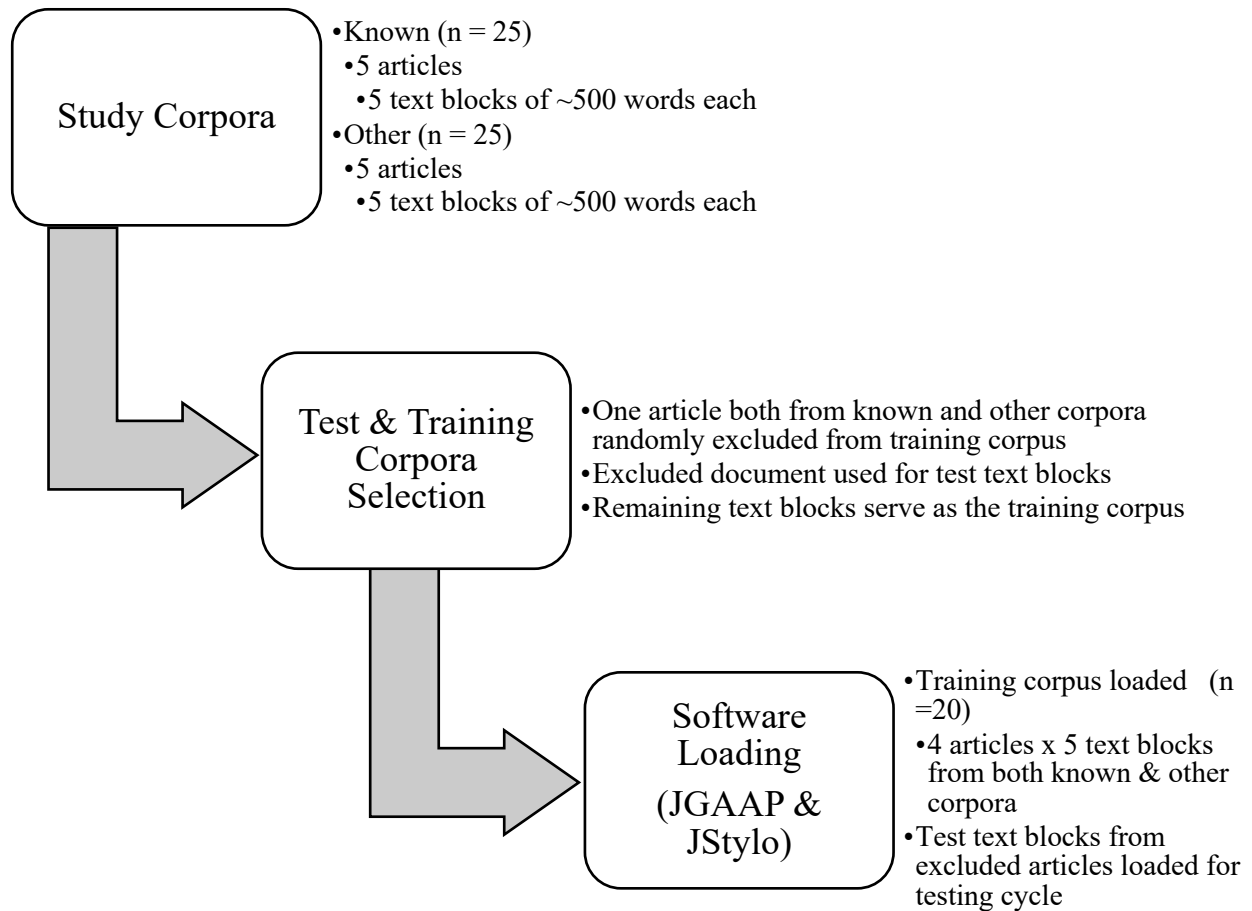 Study Corpora
•Known (n = 25)
•5 articles
•5 text blocks of ~500 words each
•Other (n = 25)
•5 articles
•5 text blocks of ~500 words each
Test & Training
Corpora
Selection
•One article both from known and other corpora
randomly excluded from training corpus
•Excluded document used for test text blocks
•Remaining text blocks serve as the training corpus
Software
Loading
(JGAAP &
JStylo)
•Training corpus loaded (n
=20)
•4 articles x 5 text blocks
from both known & other
corpora
•Test text blocks from
excluded articles loaded for
testing cycle